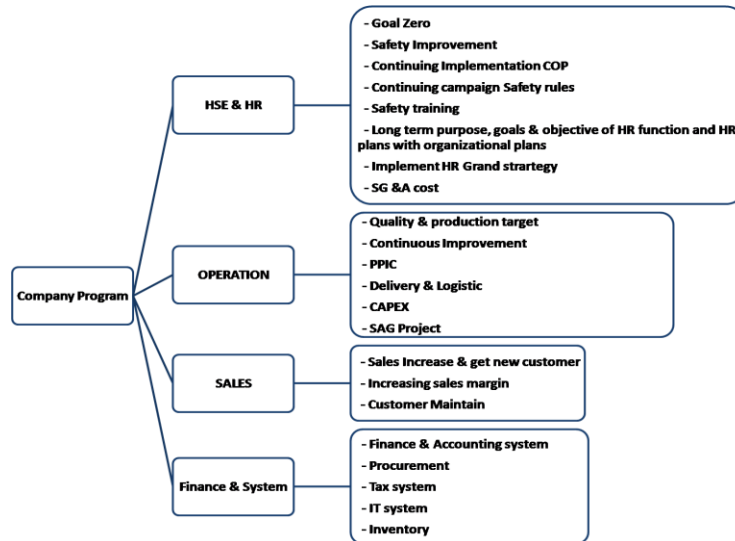 Company Program
HSE & HR
- Goal Zero
- Safety Improvement
- Continuing Implementation COP
- Continuing campaign Safety rules
- Safety training
- Long term purpose, goals & objective of HR function and HR
plans with organizational plans
- Implement HR Grand strartegy
- SG &A cost
OPERATION
- Quality & production target
- Continuous Improvement
- PPIC
- Delivery & Logistic
- CAPEX
- SAG Project
SALES
- Sales Increase & get new customer
- Increasing sales margin
- Customer Maintain
Finance & System
- Finance & Accounting system
- Procurement
- Tax system
- IT system
- Inventory